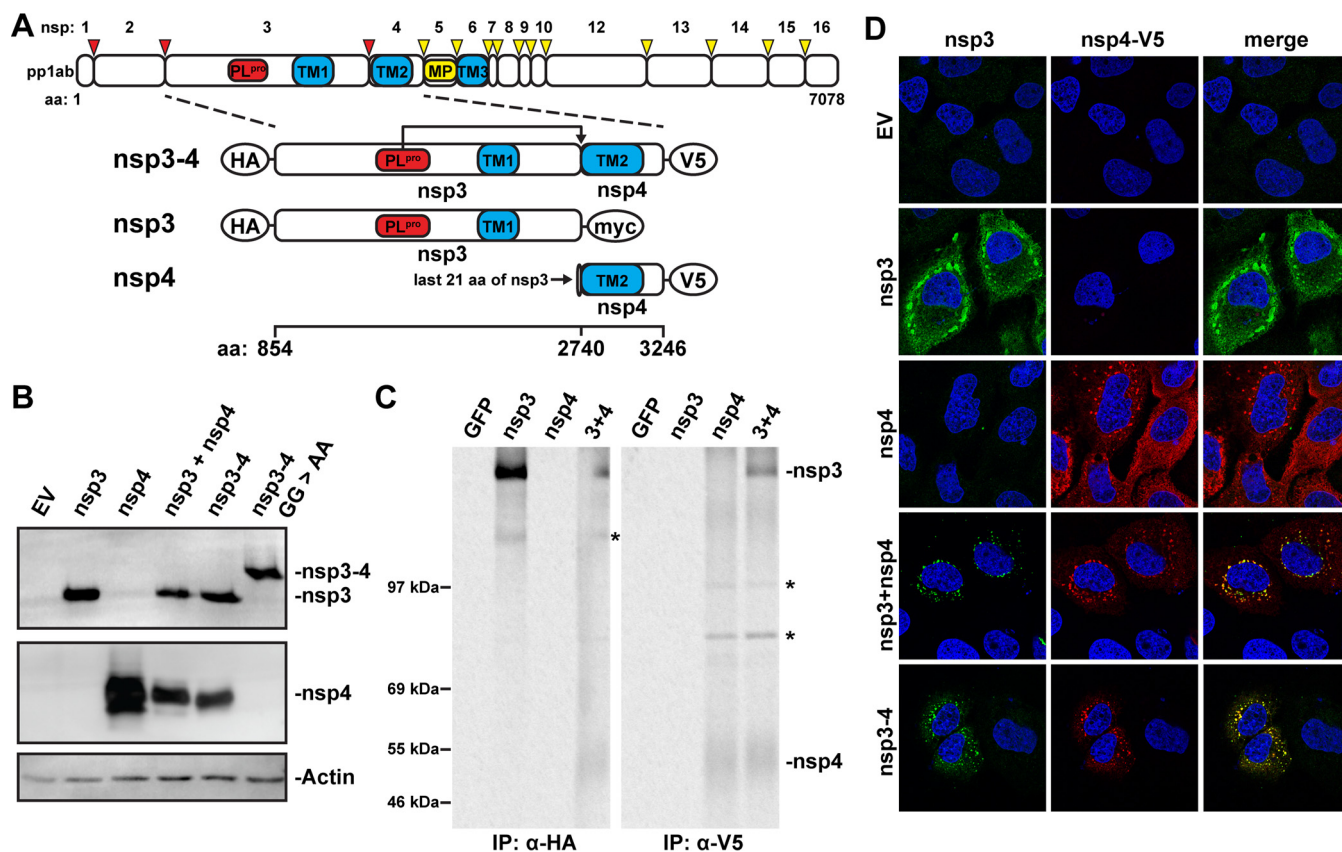 A
nsp: 1 2 3 4 5 6 7 8 9 10 12 13 14 15 16
pp1ab PLpro TM1 TM2 MP TM3
aa: 1 7078
nsp3-4 HA PLpro TM1 TM2 V5
nsp3 nsp4
nsp3 HA PLpro TM1 myc
nsp3
nsp4 last 21 aa of nsp3 TM2 V5
nsp4
aa: 854 2740 3246
B
EV nsp3 nsp4 nsp3 + nsp4 nsp3-4 nsp3-4 GG > AA
-nsp3-4
-nsp3
-nsp4
-Actin
C
GFP nsp3 nsp4 3+4 GFP nsp3 nsp4 3+4
-nsp3
*
97 kDa *
*
69 kDa
55 kDa -nsp4
46 kDa
IP: α-HA IP: α-V5
D
nsp3 nsp4-V5 merge
EV
nsp3
nsp4
nsp3+nsp4
nsp3-4